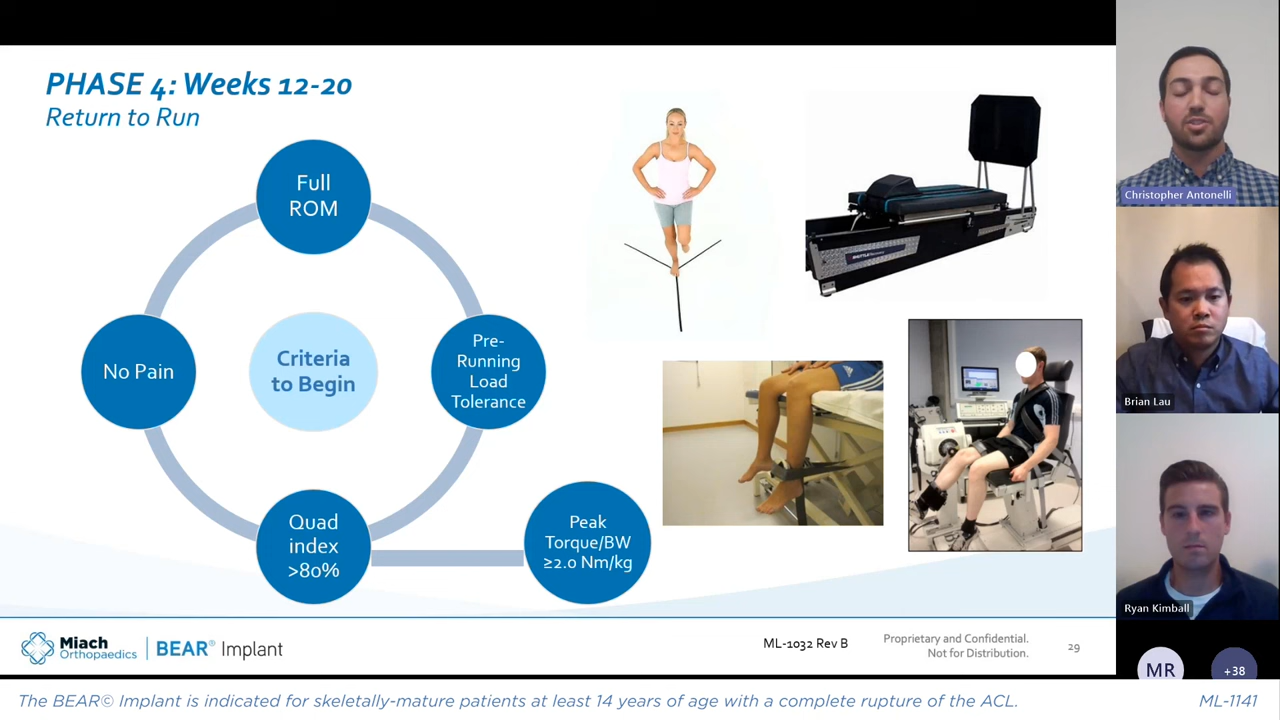 PHASE 4: Weeks 12-20
Return to Run
Full
ROM
No Pain
Criteria
to Begin
Pre-
Running
Load
Tolerance
Quad
index
>80%
Peak
Torque/BW
≥2.0 Nm/kg
Christopher Antonelli
Brian Lau
Ryan Kimball
MR
+38
Miach
Orthopaedics
BEAR® Implant
ML-1032 Rev B
Proprietary and Confidential.
Not for Distribution.
29
The BEAR© Implant is indicated for skeletally-mature patients at least 14 years of age with a complete rupture of the ACL.
ML-1141